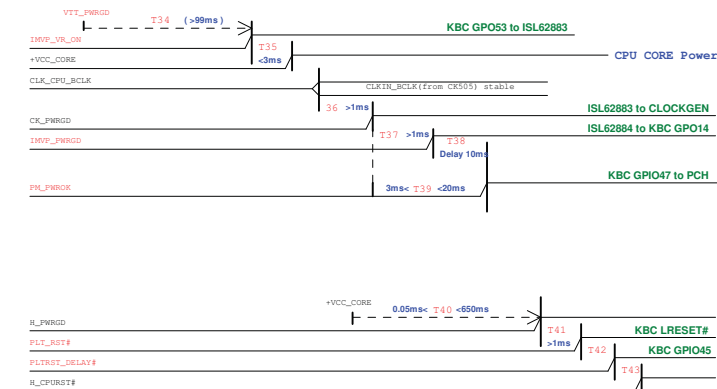 VTT_PWRGD
T34 (>99ms)
KBC GPO53 to ISL62883
IMVP_VR_ON
T35
+VCC_CORE
<3ms
CPU CORE Power
CLK_CPU_BCLK
CLKIN_BCLK(from CK505) stable
36 >1ms
ISL62883 to CLOCKGEN
CK_PWRGD
T37 >1ms
ISL62884 to KBC GPO14
IMVP_PWRGD
T38
Delay 10ms
KBC GPIO47 to PCH
PM_PWROK
3ms< T39 <20ms
+VCC_CORE
0.05ms< T40 <650ms
H_PWRGD
T41
KBC LRESET#
PLT_RST#
>1ms
T42
KBC GPIO45
PLTRST_DELAY#
T43
H_CPURST#